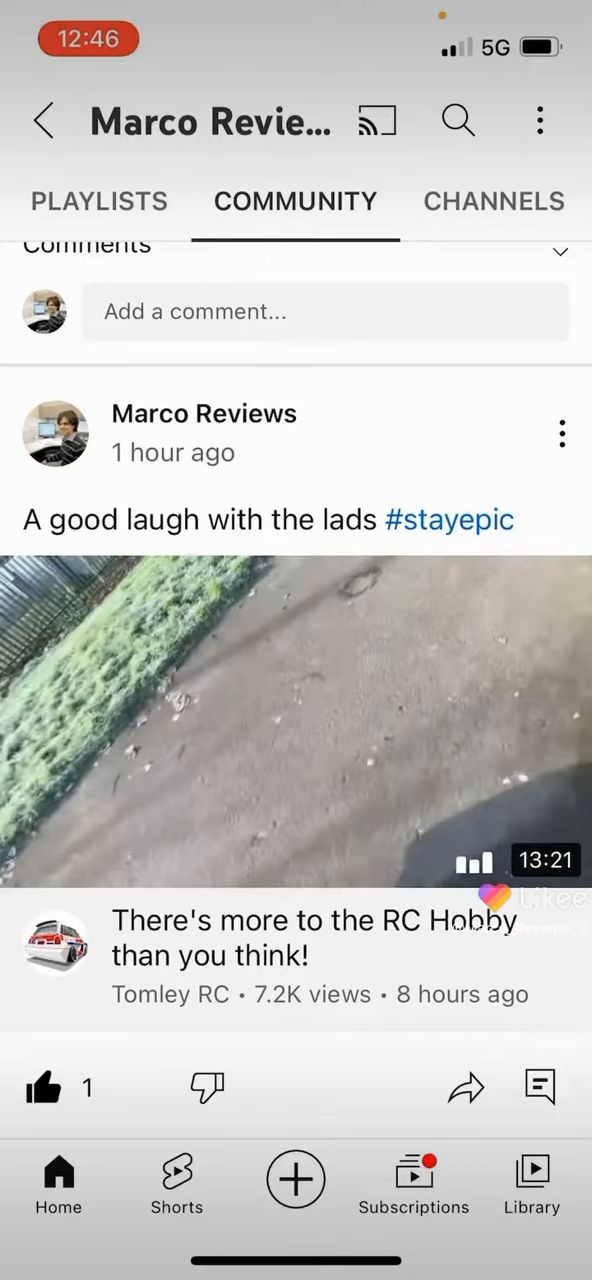 12:46
5G
Marco Revie...
PLAYLISTS COMMUNITY CHANNELS
Comments
Add a comment...
Marco Reviews
1 hour ago
A good laugh with the lads #stayepic
13:21
Likee
There's more to the RC Hobby
than you think!
Tomley RC • 7.2K views • 8 hours ago
1
Home Shorts Subscriptions Library